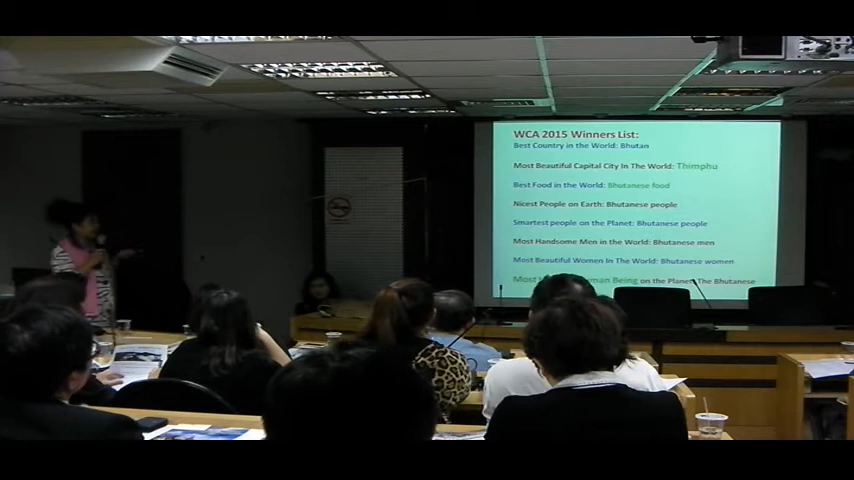 WCA 2015 Winners List:
Best Country in the World: Bhutan
Most Beautiful Capital City In The World: Thimphu
Best Food in the World: Bhutanese food
Nicest People on Earth: Bhutanese people
Smartest people on the Planet: Bhutanese people
Most Handsome Men in the World: Bhutanese men
Most Beautiful Women In The World: Bhutanese women
Most Human Being on the Planet: The Bhutanese